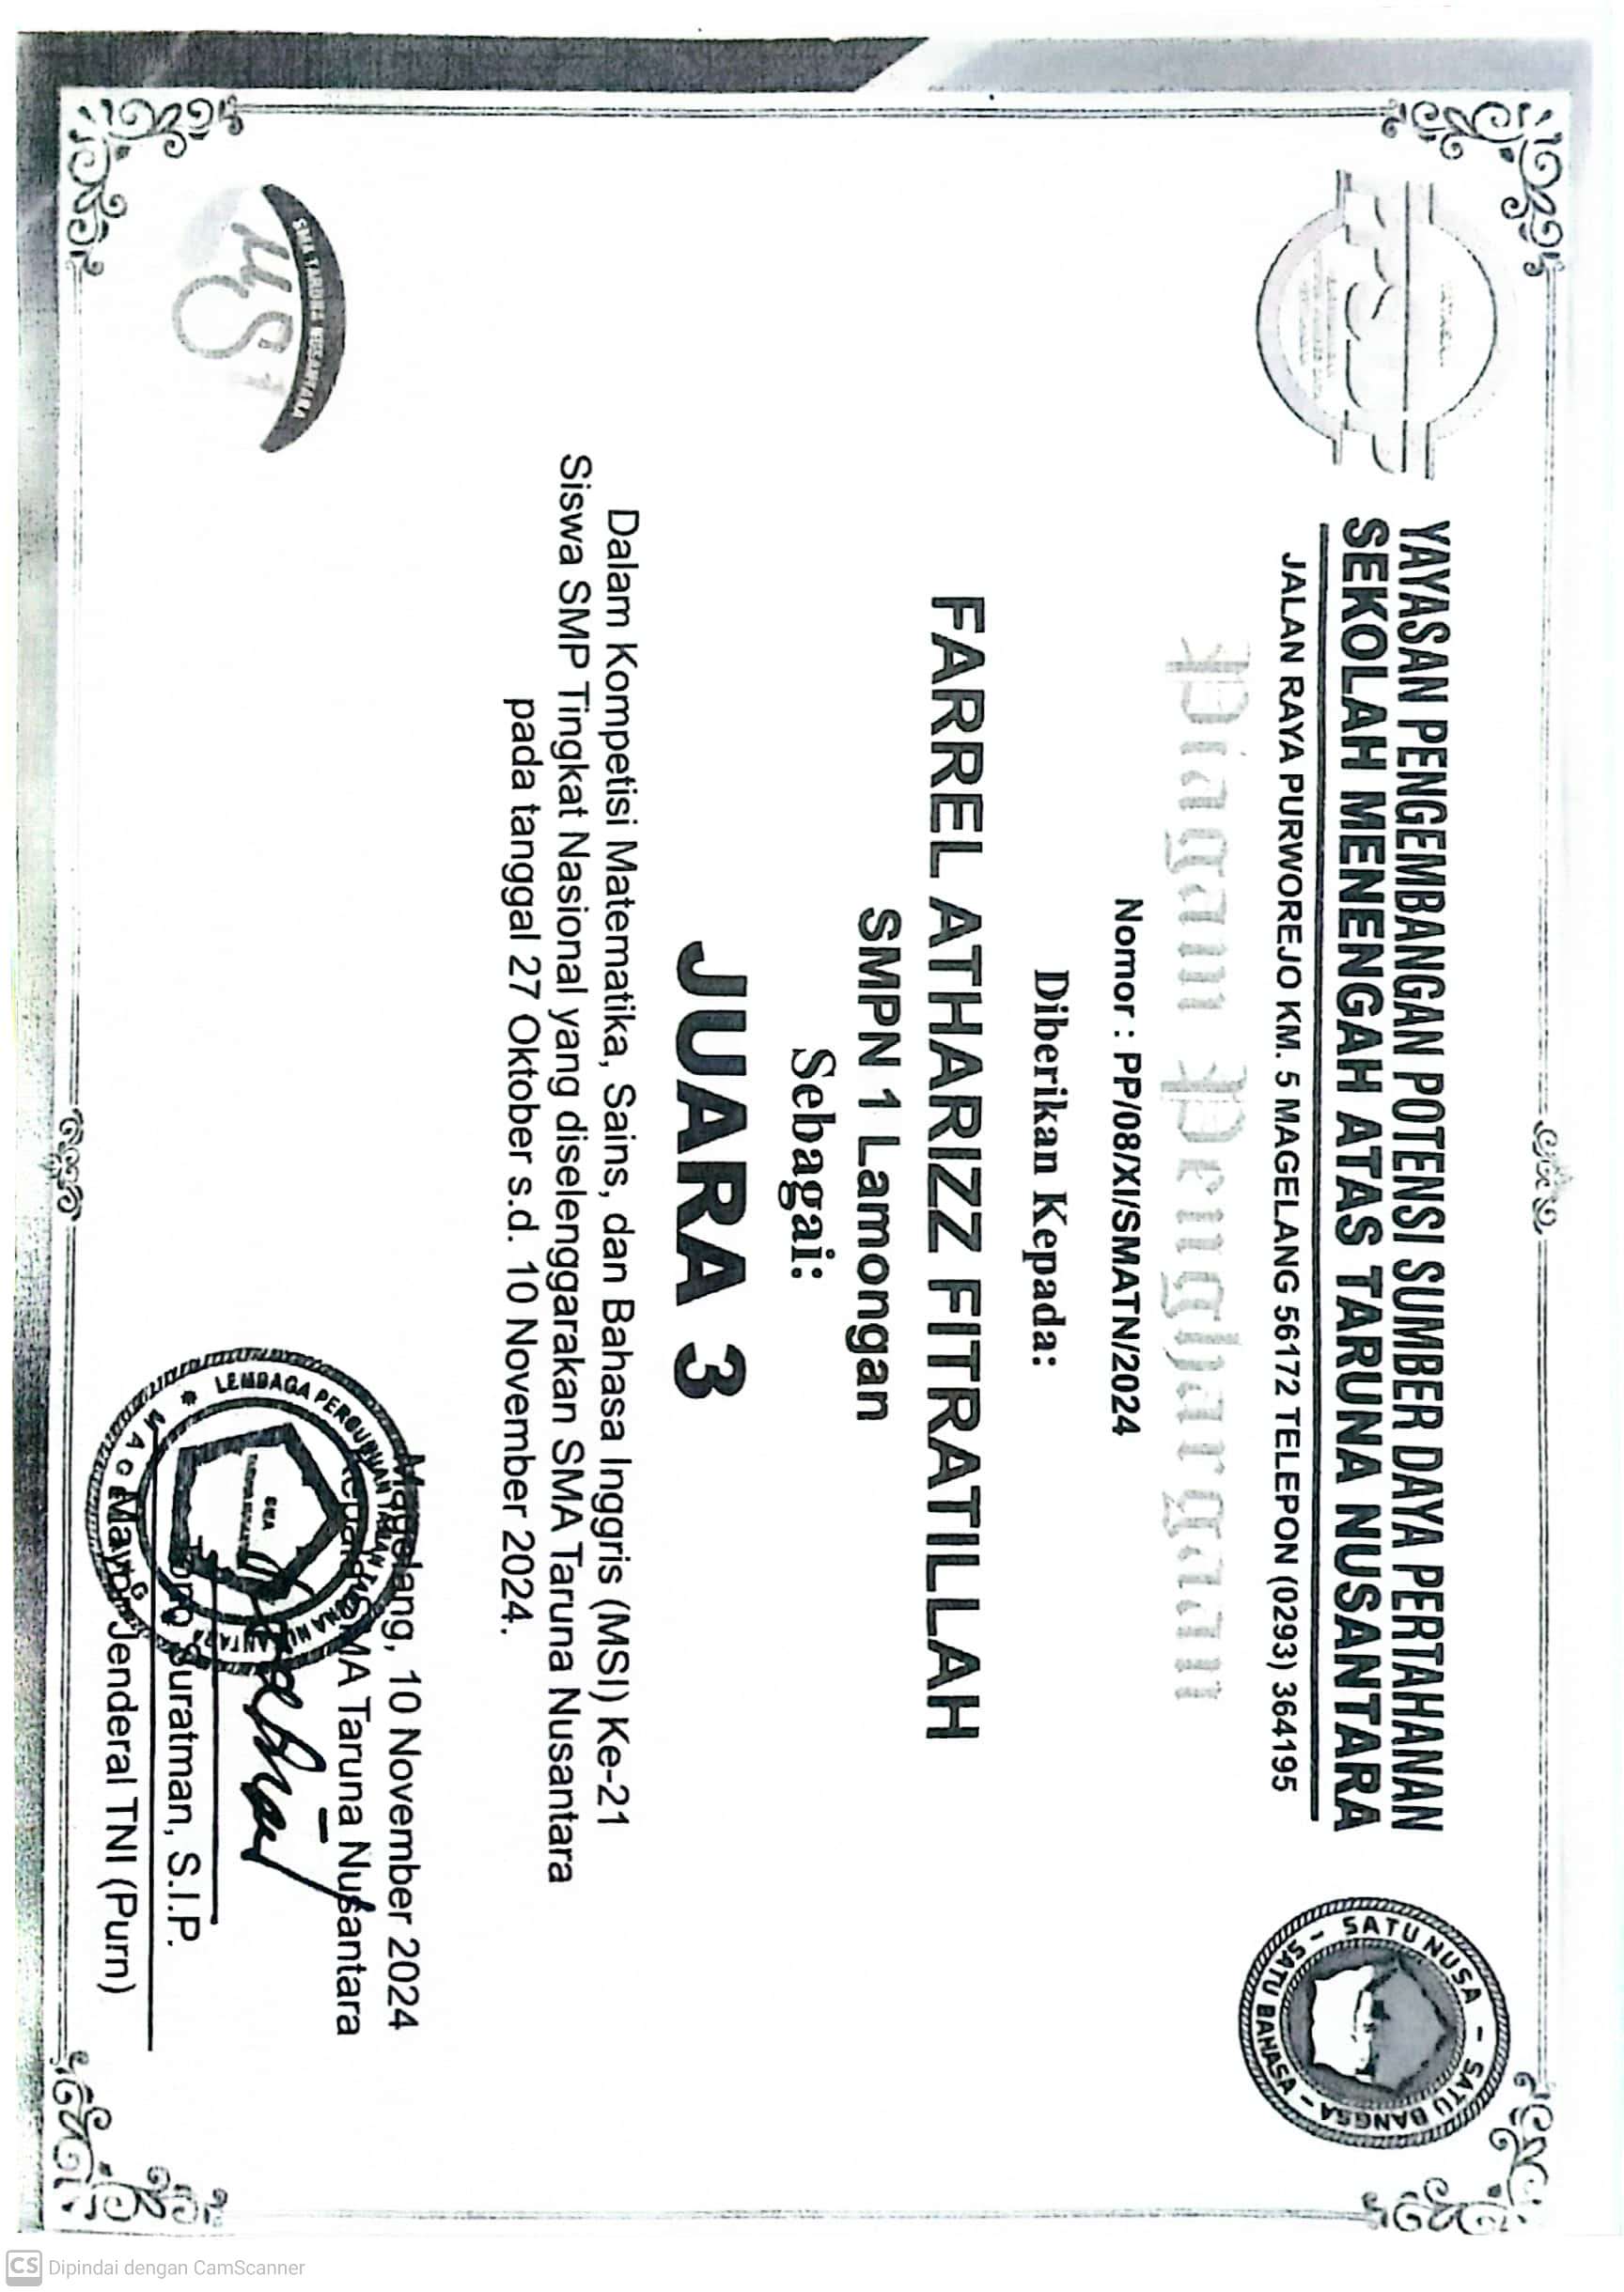 YAYASAN PENGEMBANGAN POTENSI SUMBER DAYA PERTAHANAN
SEKOLAH MENENGAH ATAS TARUNA NUSANTARA
JALAN RAYA PURWOREJO KM. 5 MAGELANG 56172 TELEPON (0293) 364195
SATU NUSA - SATU BANGSA - SATU BAHASA -
Piagam Penghargaan
Nomor : PP/08/XI/SMATN/2024
Diberikan Kepada:
FARREL ATHARIZZ FITRATILLAH
SMPN 1 Lamongan
Sebagai:
JUARA 3
Dalam Kompetisi Matematika, Sains, dan Bahasa Inggris (MSI) Ke-21
Siswa SMP Tingkat Nasional yang diselenggarakan SMA Taruna Nusantara
pada tanggal 27 Oktober s.d. 10 November 2024.
SMA TARUNA NUSANTARA
Magelang, 10 November 2024
Kepala SMA Taruna Nusantara
LEMBAGA PERGURUAN TAMAN TARUNA NUSANTARA
MAGELANG
SMA
Suratman, S.I.P.
Mayor Jenderal TNI (Purn)
CS Dipindai dengan CamScanner